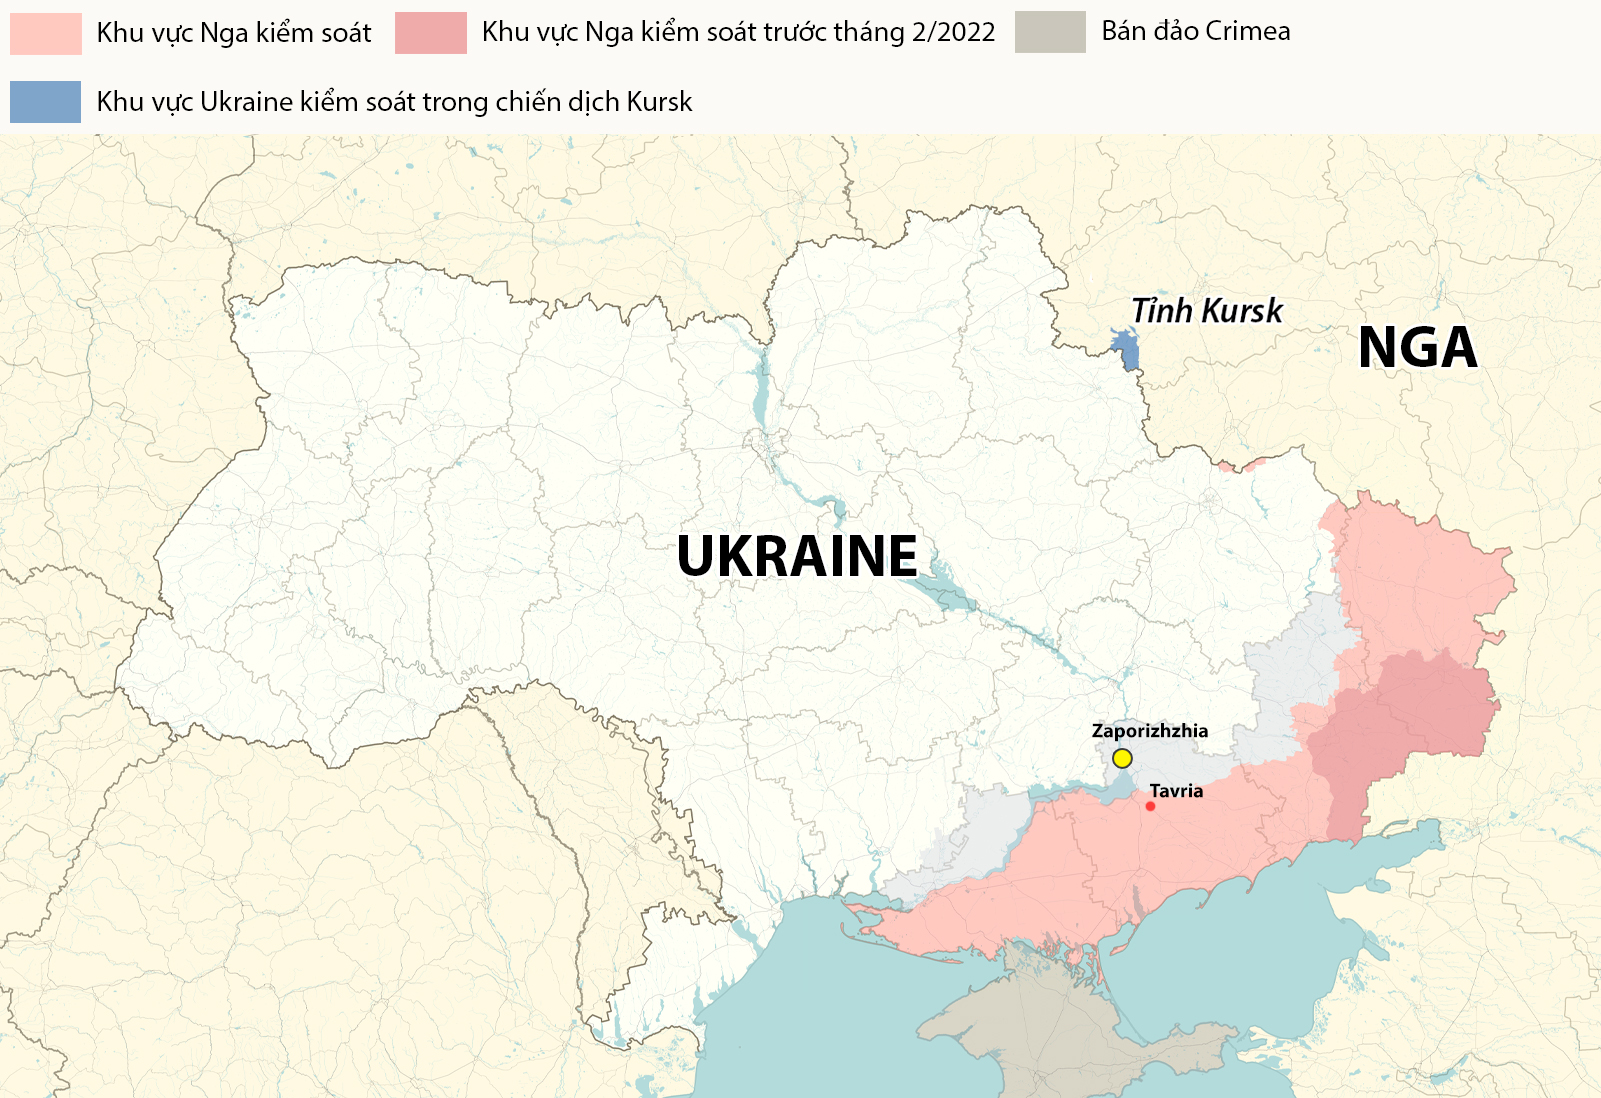 Khu vực Nga kiểm soát
Khu vực Nga kiểm soát trước tháng 2/2022
Bán đảo Crimea
Khu vực Ukraine kiểm soát trong chiến dịch Kursk
Tỉnh Kursk
NGA
UKRAINE
Zaporizhzhia
Tavria